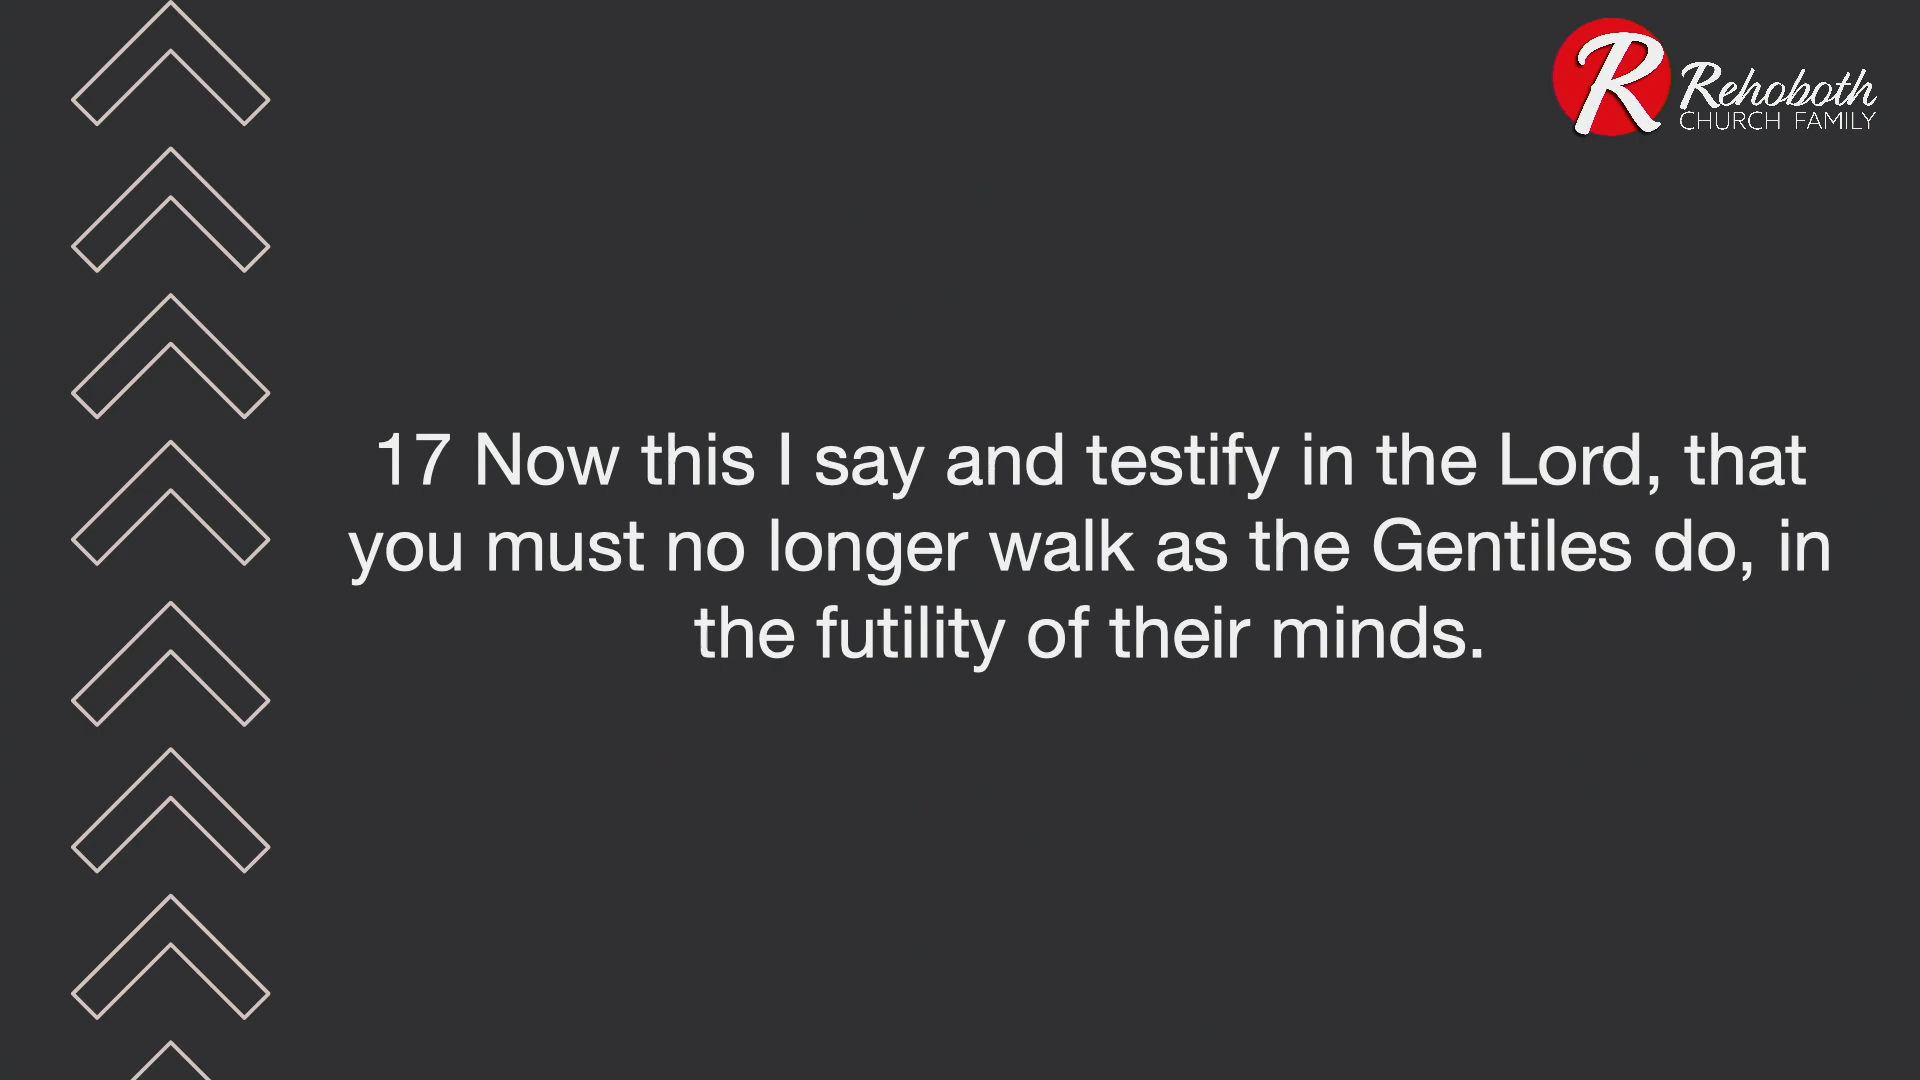 R Rehoboth
CHURCH FAMILY
17 Now this I say and testify in the Lord, that
you must no longer walk as the Gentiles do, in
the futility of their minds.